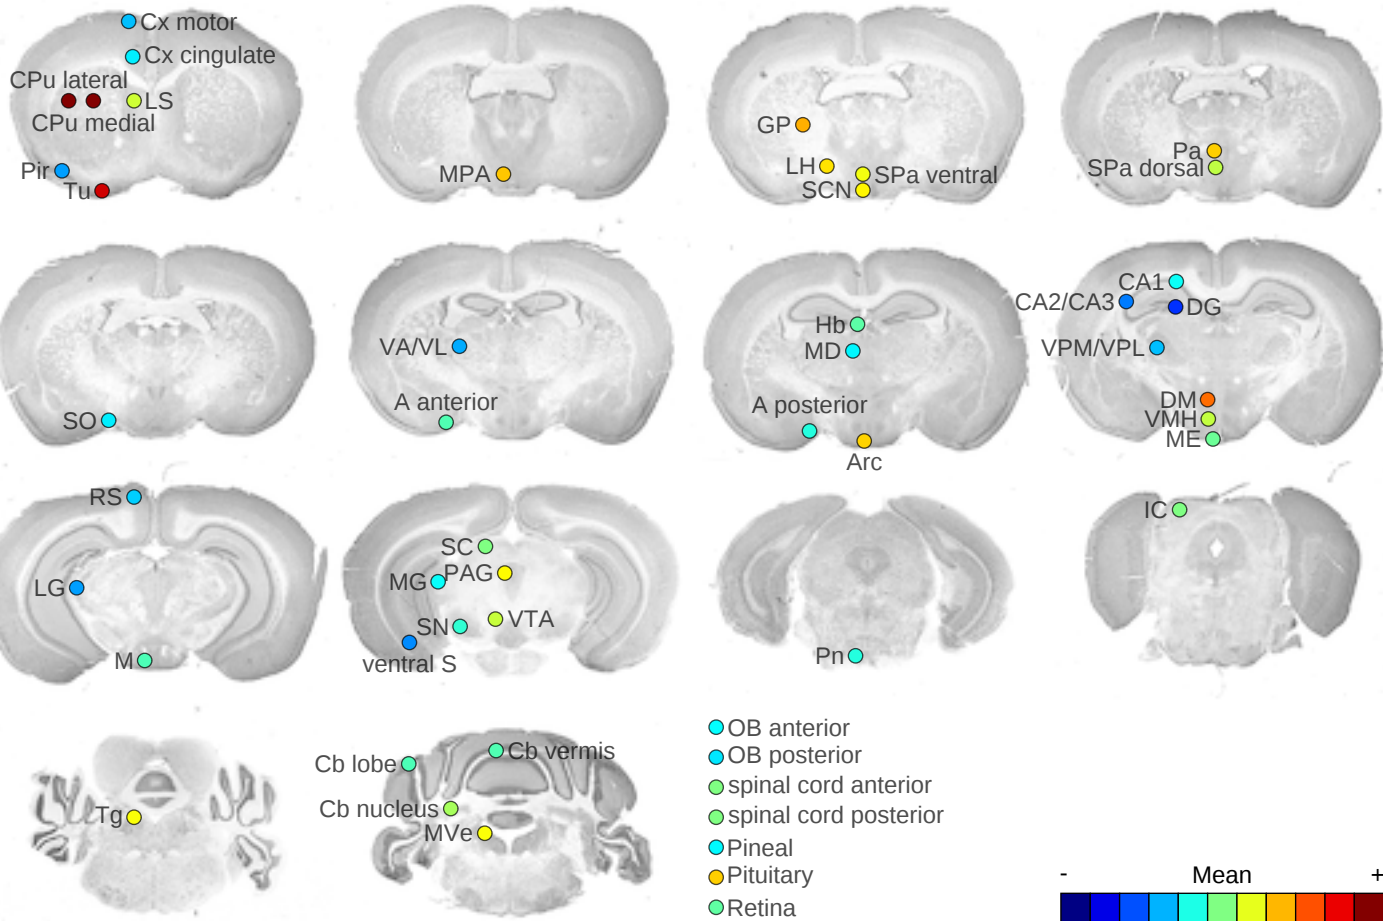 Cx motor
Cx cingulate
CPu lateral
LS
CPu medial
Pir
Tu
MPA
GP
LH
SPa ventral
SCN
Pa
SPa dorsal
SO
VA/VL
A anterior
Hb
MD
A posterior
Arc
CA1
CA2/CA3
DG
VPM/VPL
DM
VMH
ME
RS
LG
M
SC
MG
PAG
SN
VTA
ventral S
Pn
IC
Tg
Cb lobe
Cb vermis
Cb nucleus
MVe
OB anterior
OB posterior
spinal cord anterior
spinal cord posterior
Pineal
Pituitary
Retina
- Mean +